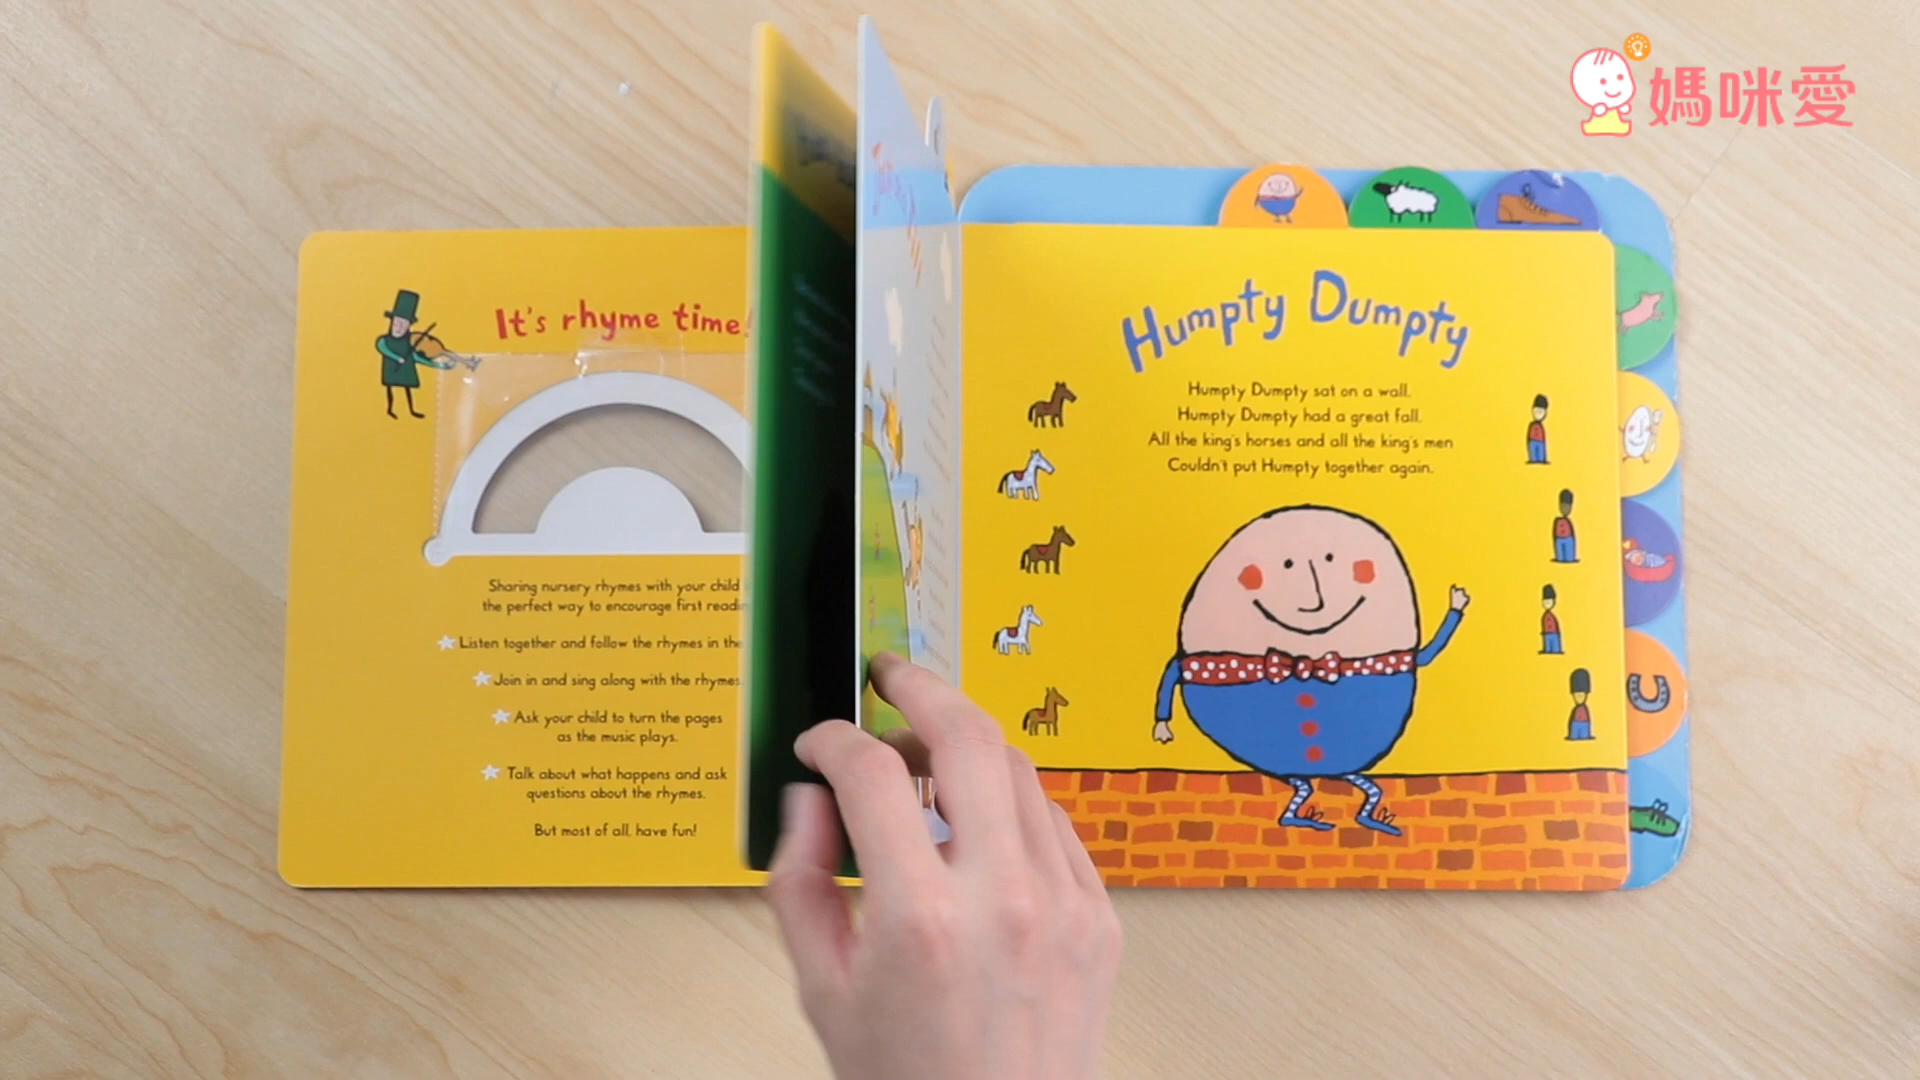 媽咪愛
It's rhyme time!
Sharing nursery rhymes with your child
the perfect way to encourage first
Listen together and follow the rhymes in the
Join in and sing along with the rhymes.
Ask your child to turn the pages
as the music plays.
Talk about what happens and ask
questions about the rhymes.
But most of all, have fun!
Humpty Dumpty
Humpty Dumpty sat on a wall.
Humpty Dumpty had a great fall.
All the king's horses and all the king's men
Couldn't put Humpty together again.